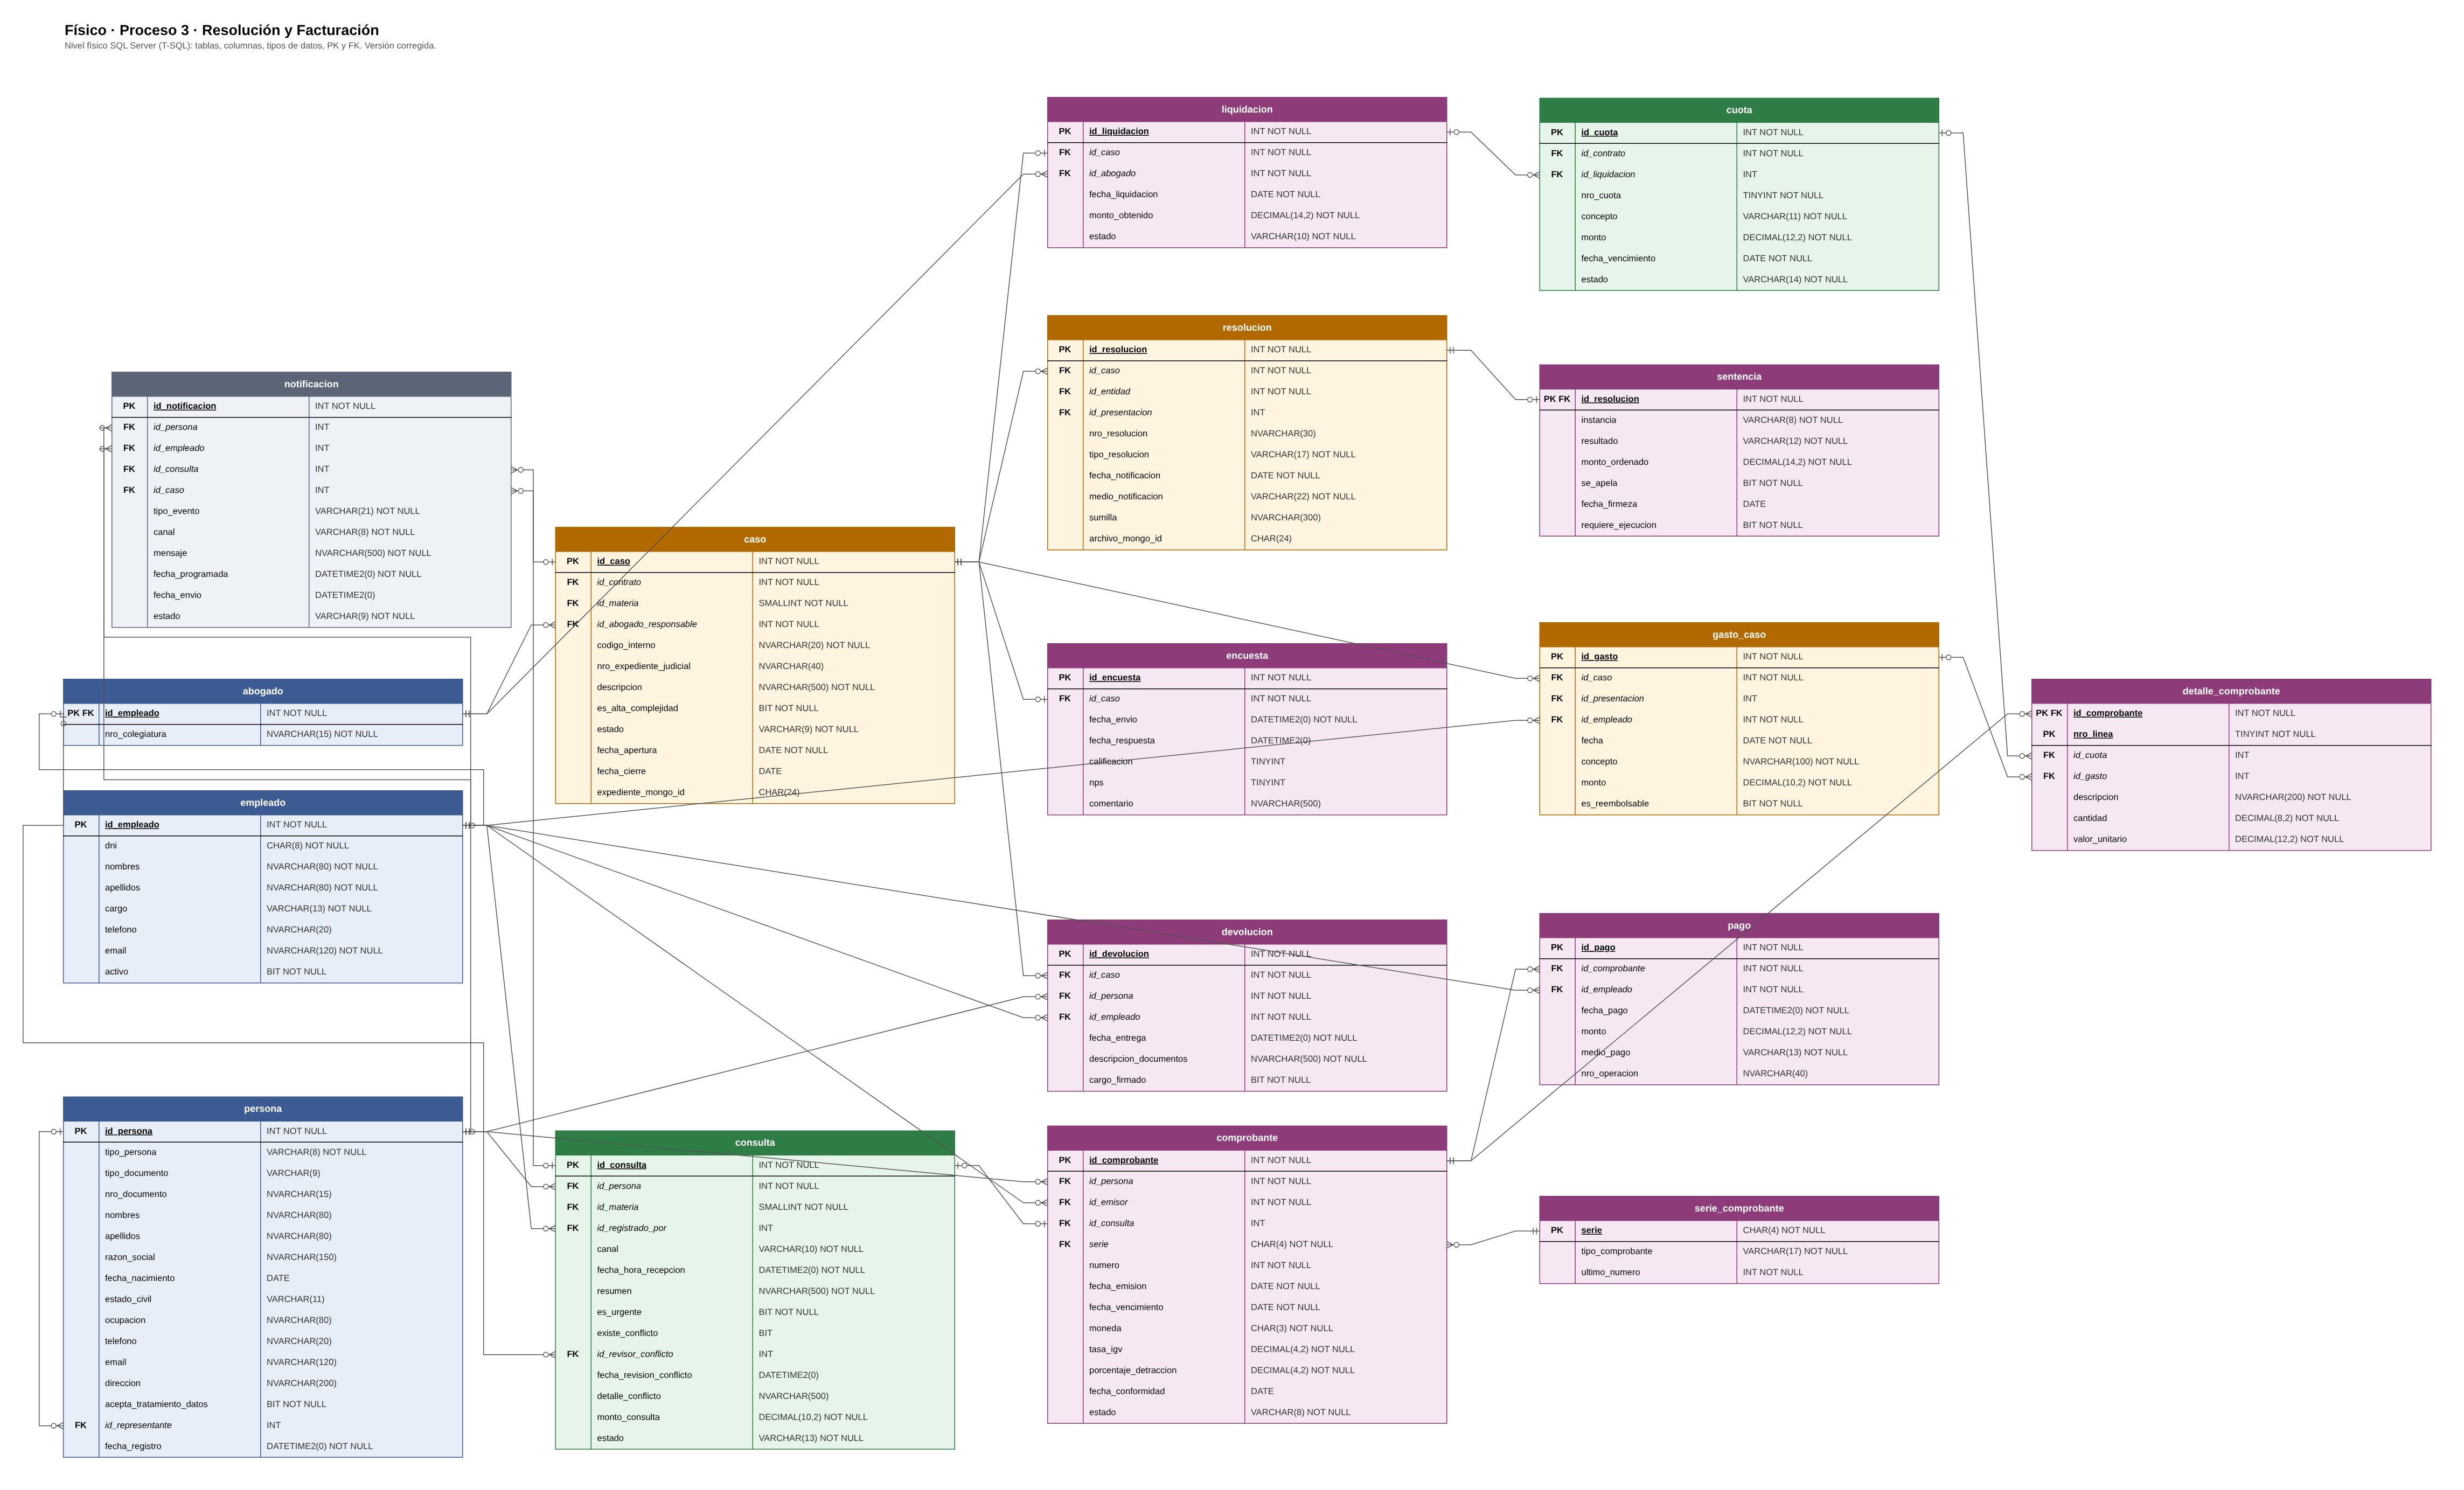 Físico · Proceso 3 · Resolución y Facturación
Nivel físico SQL Server (T-SQL): tablas, columnas, tipos de datos, PK y FK. Versión corregida.
notificacion
PK id_notificacion INT NOT NULL
FK id_persona INT
FK id_empleado INT
FK id_consulta INT
FK id_caso INT
tipo_evento VARCHAR(21) NOT NULL
canal VARCHAR(8) NOT NULL
mensaje NVARCHAR(500) NOT NULL
fecha_programada DATETIME2(0) NOT NULL
fecha_envio DATETIME2(0)
estado VARCHAR(9) NOT NULL
abogado
PK FK id_empleado INT NOT NULL
nro_colegiatura NVARCHAR(15) NOT NULL
empleado
PK id_empleado INT NOT NULL
dni CHAR(8) NOT NULL
nombres NVARCHAR(80) NOT NULL
apellidos NVARCHAR(80) NOT NULL
cargo VARCHAR(13) NOT NULL
telefono NVARCHAR(20)
email NVARCHAR(120) NOT NULL
activo BIT NOT NULL
persona
PK id_persona INT NOT NULL
tipo_persona VARCHAR(8) NOT NULL
tipo_documento VARCHAR(9)
nro_documento NVARCHAR(15)
nombres NVARCHAR(80)
apellidos NVARCHAR(80)
razon_social NVARCHAR(150)
fecha_nacimiento DATE
estado_civil VARCHAR(11)
ocupacion NVARCHAR(80)
telefono NVARCHAR(20)
email NVARCHAR(120)
direccion NVARCHAR(200)
acepta_tratamiento_datos BIT NOT NULL
FK id_representante INT
fecha_registro DATETIME2(0) NOT NULL
caso
PK id_caso INT NOT NULL
FK id_contrato INT NOT NULL
FK id_materia SMALLINT NOT NULL
FK id_abogado_responsable INT NOT NULL
codigo_interno NVARCHAR(20) NOT NULL
nro_expediente_judicial NVARCHAR(40)
descripcion NVARCHAR(500) NOT NULL
es_alta_complejidad BIT NOT NULL
estado VARCHAR(9) NOT NULL
fecha_apertura DATE NOT NULL
fecha_cierre DATE
expediente_mongo_id CHAR(24)
consulta
PK id_consulta INT NOT NULL
FK id_persona INT NOT NULL
FK id_materia SMALLINT NOT NULL
FK id_registrado_por INT
canal VARCHAR(10) NOT NULL
fecha_hora_recepcion DATETIME2(0) NOT NULL
resumen NVARCHAR(500) NOT NULL
es_urgente BIT NOT NULL
existe_conflicto BIT
FK id_revisor_conflicto INT
fecha_revision_conflicto DATETIME2(0)
detalle_conflicto NVARCHAR(500)
monto_consulta DECIMAL(10,2) NOT NULL
estado VARCHAR(13) NOT NULL
liquidacion
PK id_liquidacion INT NOT NULL
FK id_caso INT NOT NULL
FK id_abogado INT NOT NULL
fecha_liquidacion DATE NOT NULL
monto_obtenido DECIMAL(14,2) NOT NULL
estado VARCHAR(10) NOT NULL
resolucion
PK id_resolucion INT NOT NULL
FK id_caso INT NOT NULL
FK id_entidad INT NOT NULL
FK id_presentacion INT
nro_resolucion NVARCHAR(30)
tipo_resolucion VARCHAR(17) NOT NULL
fecha_notificacion DATE NOT NULL
medio_notificacion VARCHAR(22) NOT NULL
sumilla NVARCHAR(300)
archivo_mongo_id CHAR(24)
encuesta
PK id_encuesta INT NOT NULL
FK id_caso INT NOT NULL
fecha_envio DATETIME2(0) NOT NULL
fecha_respuesta DATETIME2(0)
calificacion TINYINT
nps TINYINT
comentario NVARCHAR(500)
devolucion
PK id_devolucion INT NOT NULL
FK id_caso INT NOT NULL
FK id_persona INT NOT NULL
FK id_empleado INT NOT NULL
fecha_entrega DATETIME2(0) NOT NULL
descripcion_documentos NVARCHAR(500) NOT NULL
cargo_firmado BIT NOT NULL
comprobante
PK id_comprobante INT NOT NULL
FK id_persona INT NOT NULL
FK id_emisor INT NOT NULL
FK id_consulta INT
FK serie CHAR(4) NOT NULL
numero INT NOT NULL
fecha_emision DATE NOT NULL
fecha_vencimiento DATE NOT NULL
moneda CHAR(3) NOT NULL
tasa_igv DECIMAL(4,2) NOT NULL
porcentaje_detraccion DECIMAL(4,2) NOT NULL
fecha_conformidad DATE
estado VARCHAR(8) NOT NULL
cuota
PK id_cuota INT NOT NULL
FK id_contrato INT NOT NULL
FK id_liquidacion INT
nro_cuota TINYINT NOT NULL
concepto VARCHAR(11) NOT NULL
monto DECIMAL(12,2) NOT NULL
fecha_vencimiento DATE NOT NULL
estado VARCHAR(14) NOT NULL
sentencia
PK FK id_resolucion INT NOT NULL
instancia VARCHAR(8) NOT NULL
resultado VARCHAR(12) NOT NULL
monto_ordenado DECIMAL(14,2) NOT NULL
se_apela BIT NOT NULL
fecha_firmeza DATE
requiere_ejecucion BIT NOT NULL
gasto_caso
PK id_gasto INT NOT NULL
FK id_caso INT NOT NULL
FK id_presentacion INT
FK id_empleado INT NOT NULL
fecha DATE NOT NULL
concepto NVARCHAR(100) NOT NULL
monto DECIMAL(10,2) NOT NULL
es_reembolsable BIT NOT NULL
pago
PK id_pago INT NOT NULL
FK id_comprobante INT NOT NULL
FK id_empleado INT NOT NULL
fecha_pago DATETIME2(0) NOT NULL
monto DECIMAL(12,2) NOT NULL
medio_pago VARCHAR(13) NOT NULL
nro_operacion NVARCHAR(40)
serie_comprobante
PK serie CHAR(4) NOT NULL
tipo_comprobante VARCHAR(17) NOT NULL
ultimo_numero INT NOT NULL
detalle_comprobante
PK FK id_comprobante INT NOT NULL
PK nro_linea TINYINT NOT NULL
FK id_cuota INT
FK id_gasto INT
descripcion NVARCHAR(200) NOT NULL
cantidad DECIMAL(8,2) NOT NULL
valor_unitario DECIMAL(12,2) NOT NULL